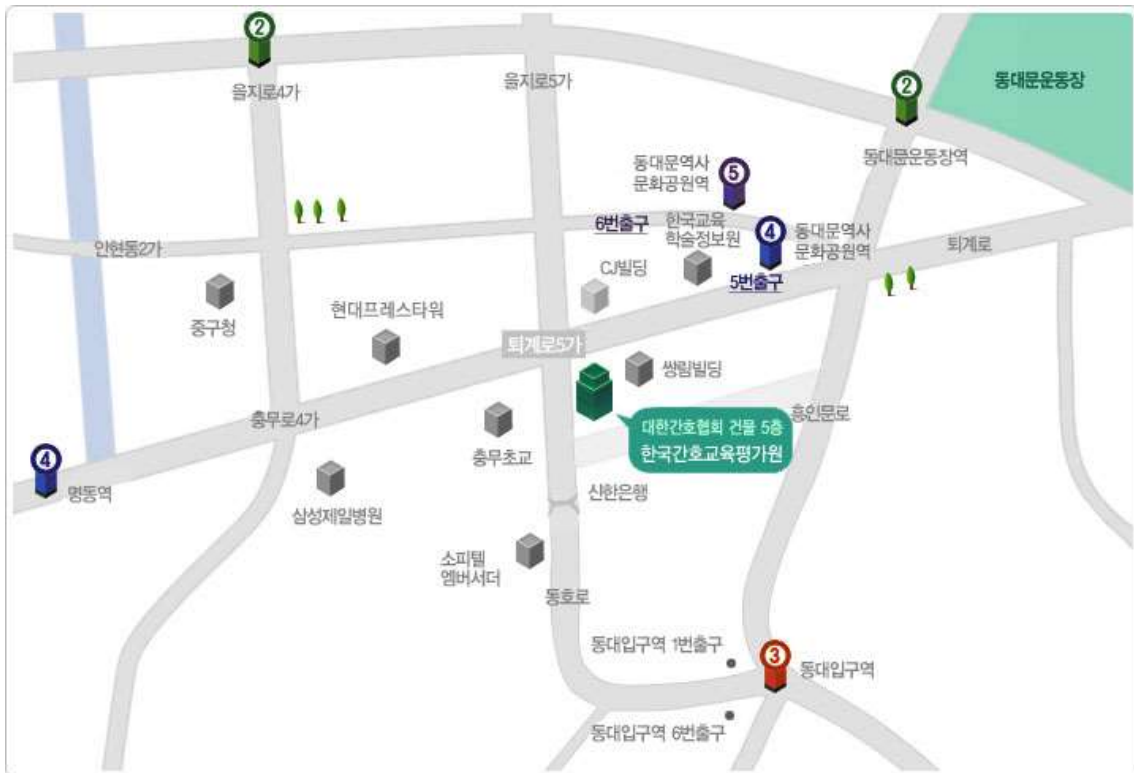 ②
을지로4가
을지로5가
②
동대문운동장
동대문운동장역
동대문역사
문화공원역
⑤
6번출구
한국교육
학술정보원
④
동대문역사
문화공원역
퇴계로
안현동2가
CJ빌딩
5번출구
중구청
현대프레스타워
퇴계로5가
쌍림빌딩
충무로4가
흥인문로
대한간호협회 건물 5층
한국간호교육평가원
충무초교
④
명동역
삼성제일병원
신한은행
소피텔
엠버서더
동호로
동대입구역 1번출구
③
동대입구역
동대입구역 6번출구